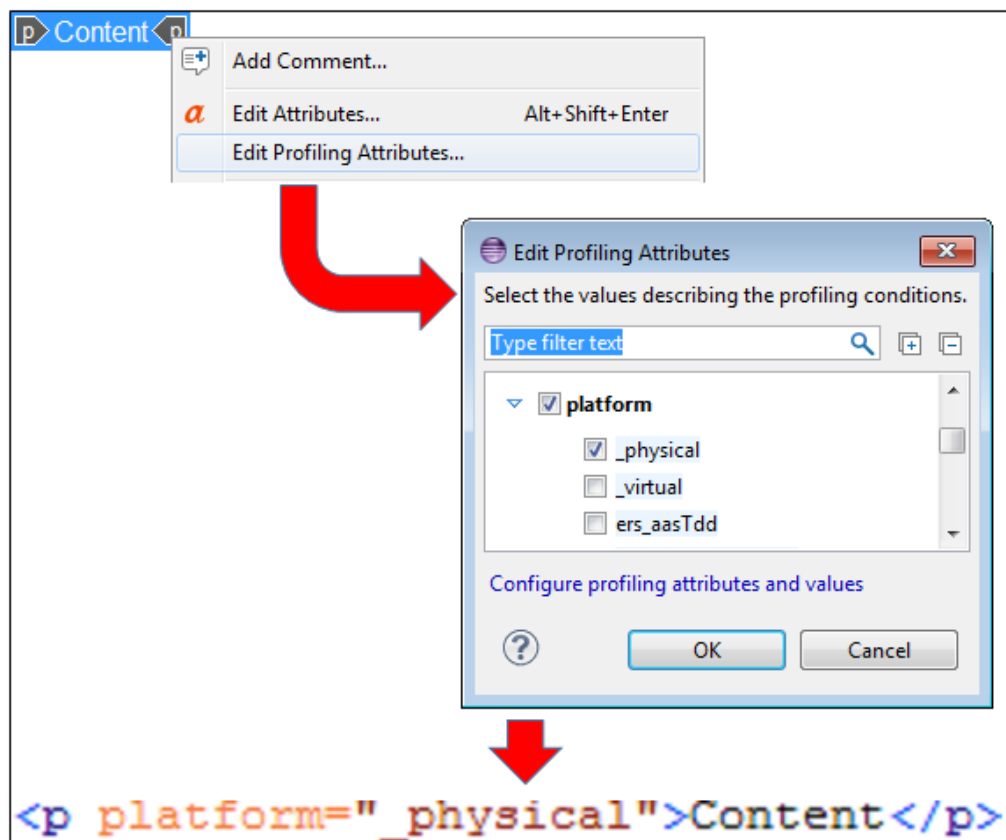 p Content p
Add Comment...
a Edit Attributes... Alt+Shift+Enter
Edit Profiling Attributes...
Edit Profiling Attributes
Select the values describing the profiling conditions.
Type filter text
platform
_physical
_virtual
ers_aasTdd
Configure profiling attributes and values
? OK Cancel
<p platform="_physical">Content</p>